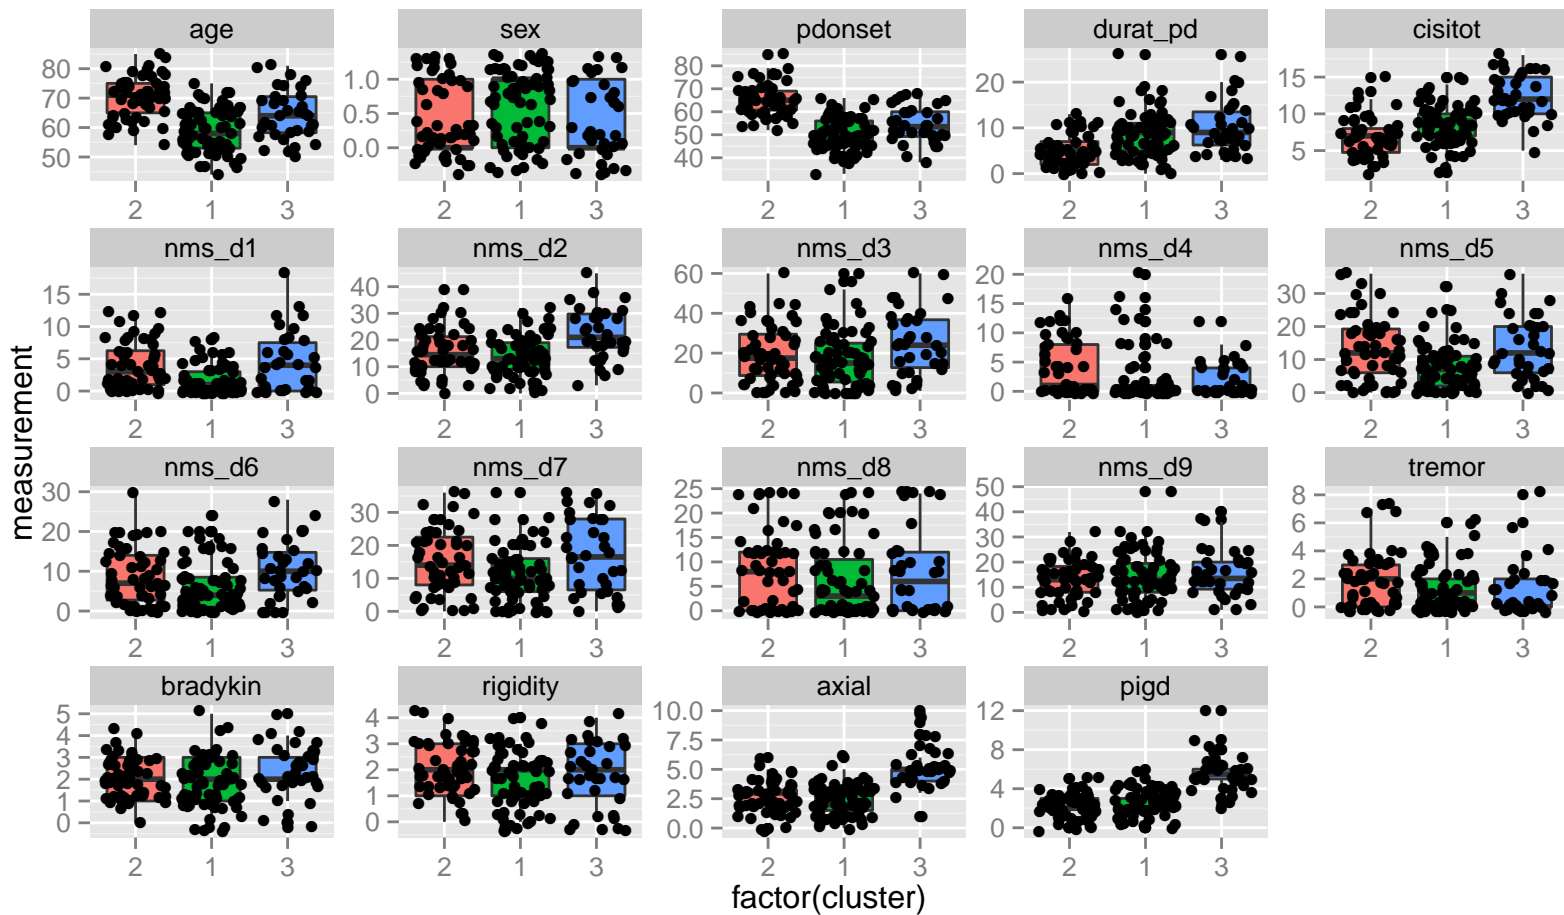 age sex pdonset durat_pd cisitot
80 70 60 50
1.0 0.5 0.0
80 70 60 50 40
20 10 0
15 10 5
2 1 3 2 1 3 2 1 3 2 1 3 2 1 3
nms_d1 nms_d2 nms_d3 nms_d4 nms_d5
15 10 5 0
40 30 20 10 0
60 40 20 0
20 15 10 5 0
30 20 10 0
2 1 3 2 1 3 2 1 3 2 1 3 2 1 3
measurement
nms_d6 nms_d7 nms_d8 nms_d9 tremor
30 20 10 0
30 20 10 0
25 20 15 10 5 0
50 40 30 20 10 0
8 6 4 2 0
2 1 3 2 1 3 2 1 3 2 1 3 2 1 3
bradykin rigidity axial pigd
5 4 3 2 1 0
4 3 2 1 0
10.0 7.5 5.0 2.5 0.0
12 8 4 0
2 1 3 2 1 3 2 1 3 2 1 3
factor(cluster)